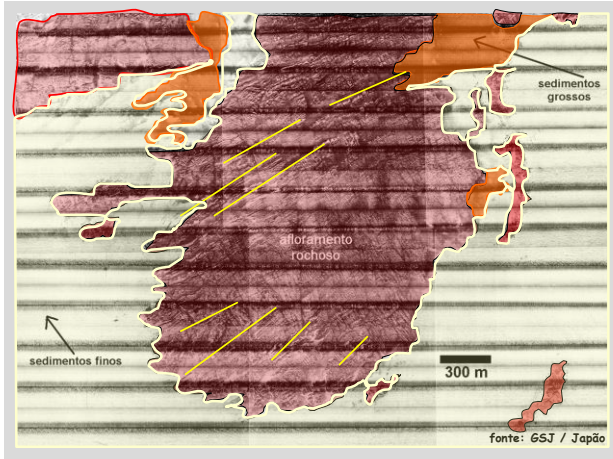 sedimentos
grossos
afloramento
rochoso
sedimentos finos
300 m
fonte: GSJ / Japão